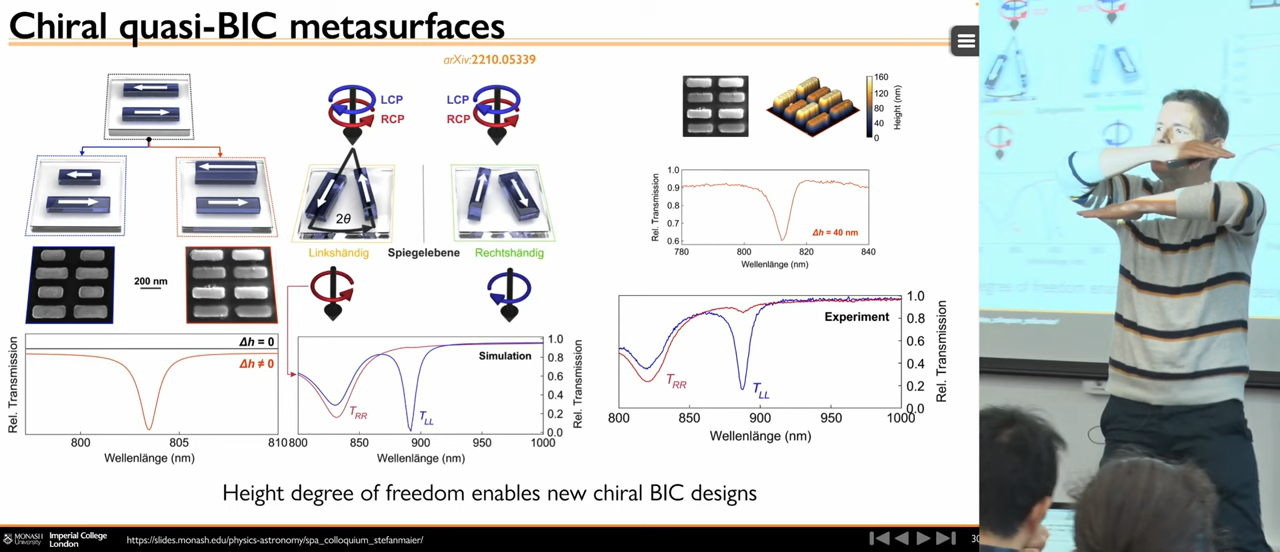 Chiral quasi-BIC metasurfaces
arXiv:2210.05339
LCP
RCP
LCP
RCP
2θ
Linkshändig
Spiegelebene
Rechtshändig
200 nm
Rel. Transmission
Δh = 0
Δh ≠ 0
800
805
810
Wellenlänge (nm)
Simulation
T_RR
T_LL
1.0
0.8
0.6
0.4
0.2
0.0
Rel. Transmission
800
850
900
950
1000
Wellenlänge (nm)
160
120
80
40
0
Height (nm)
Rel. Transmission
1.0
0.9
0.8
0.7
0.6
Δh = 40 nm
780
800
820
840
Wellenlänge (nm)
Experiment
T_RR
T_LL
1.0
0.8
0.6
0.4
0.2
0.0
Rel. Transmission
800
850
900
950
1000
Wellenlänge (nm)
Height degree of freedom enables new chiral BIC designs
MONASH University
Imperial College London
https://slides.monash.edu/physics-astronomy/spa_colloquium_stefanmaier/